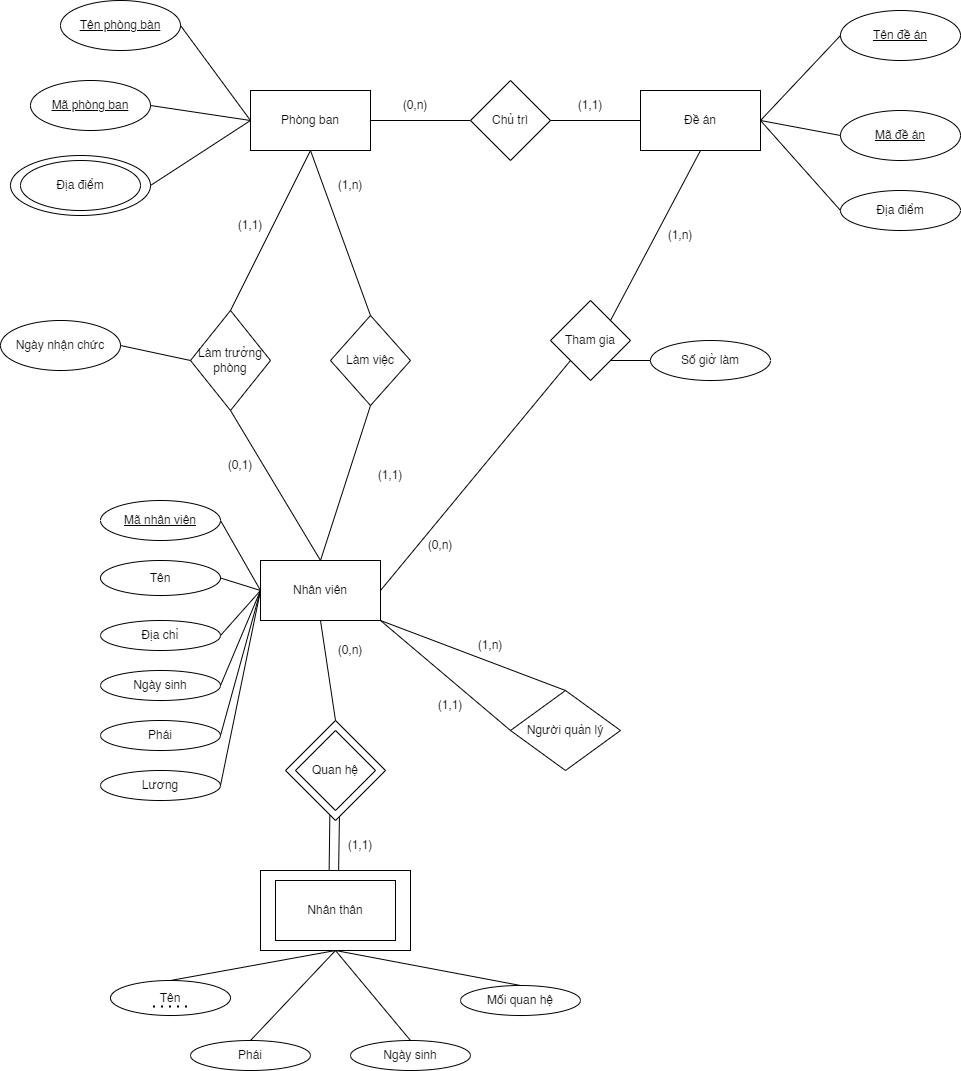 Tên phòng bàn
Tên đề án
Mã phòng ban
(0,n)
(1,1)
Phòng ban
Chủ trì
Đề án
Mã đề án
Địa điểm
(1,n)
Địa điểm
(1,1)
(1,n)
Ngày nhận chức
Làm trưởng
phòng
Làm việc
Tham gia
Số giờ làm
(0,1)
(1,1)
Mã nhân viên
(0,n)
Tên
Nhân viên
Địa chỉ
(0,n)
(1,n)
Ngày sinh
(1,1)
Phái
Người quản lý
Quan hệ
Lương
(1,1)
Nhân thân
Tên
Mối quan hệ
Phái
Ngày sinh